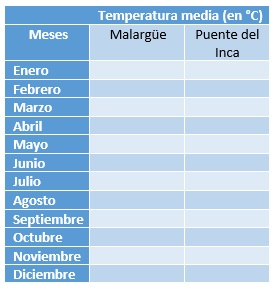 Temperatura media (en °C)
Meses Malargüe Puente del
Inca
Enero
Febrero
Marzo
Abril
Mayo
Junio
Julio
Agosto
Septiembre
Octubre
Noviembre
Diciembre